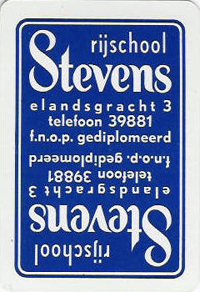 rijschool
Stevens
elandsgracht 3
telefoon 39881
f.n.o.p. gediplomeerd
f.n.o.p. gediplomeerd
telefoon 39881
elandsgracht 3
Stevens
rijschool